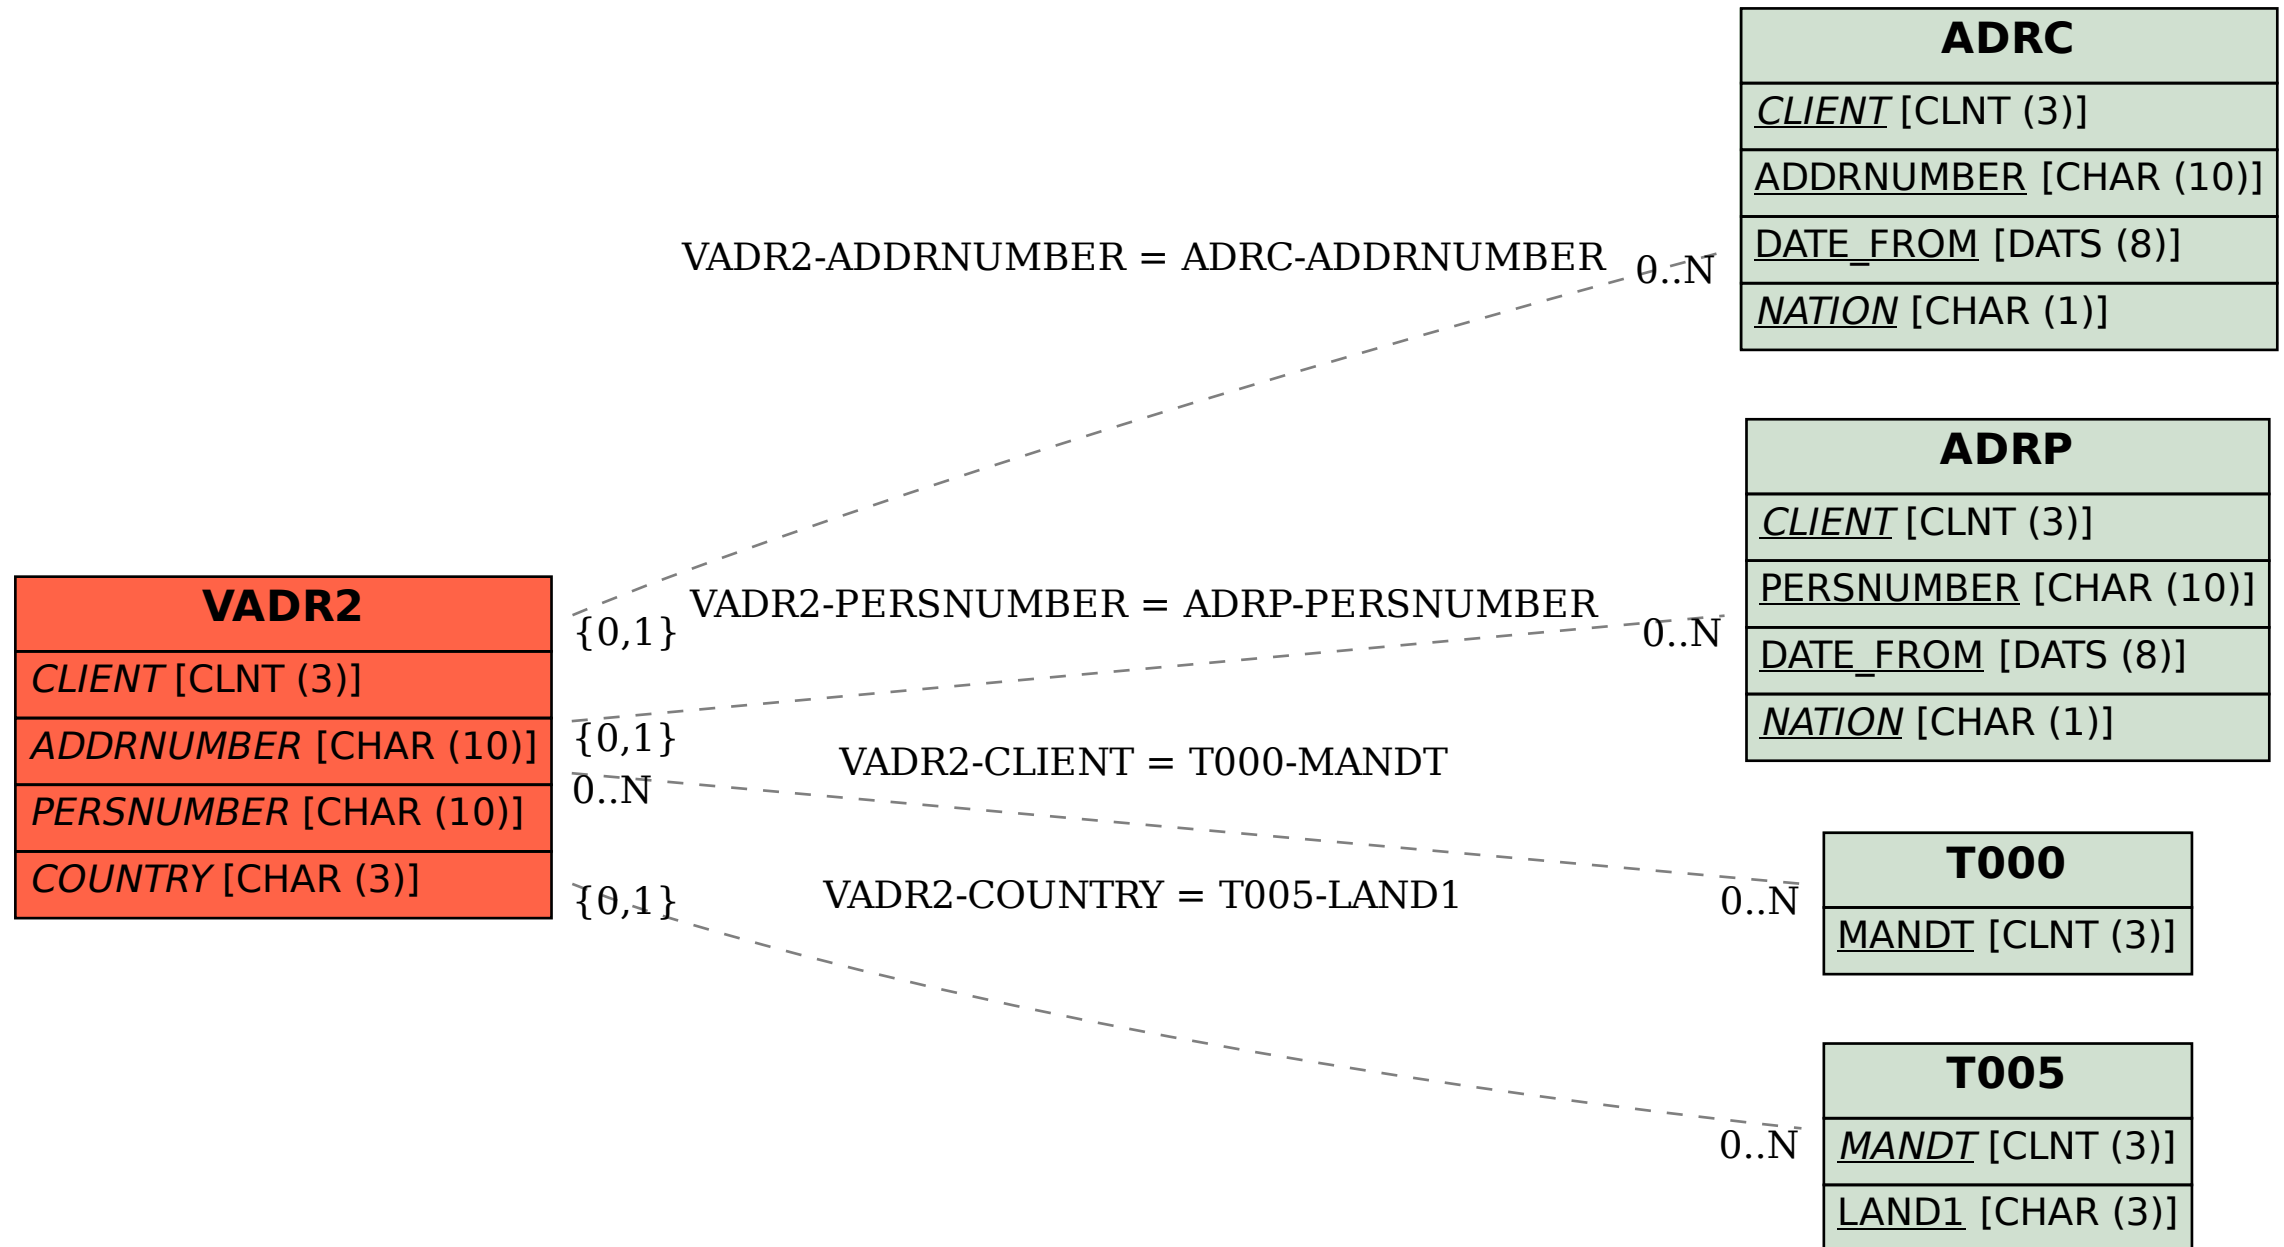 ADRC
CLIENT [CLNT (3)]
ADDRNUMBER [CHAR (10)]
DATE_FROM [DATS (8)]
NATION [CHAR (1)]
VADR2-ADDRNUMBER = ADRC-ADDRNUMBER
0..N
{0,1}
ADRP
CLIENT [CLNT (3)]
PERSNUMBER [CHAR (10)]
DATE_FROM [DATS (8)]
NATION [CHAR (1)]
VADR2-PERSNUMBER = ADRP-PERSNUMBER
0..N
{0,1}
VADR2
CLIENT [CLNT (3)]
ADDRNUMBER [CHAR (10)]
PERSNUMBER [CHAR (10)]
COUNTRY [CHAR (3)]
VADR2-CLIENT = T000-MANDT
0..N
0..N
T000
MANDT [CLNT (3)]
VADR2-COUNTRY = T005-LAND1
{0,1}
0..N
T005
MANDT [CLNT (3)]
LAND1 [CHAR (3)]